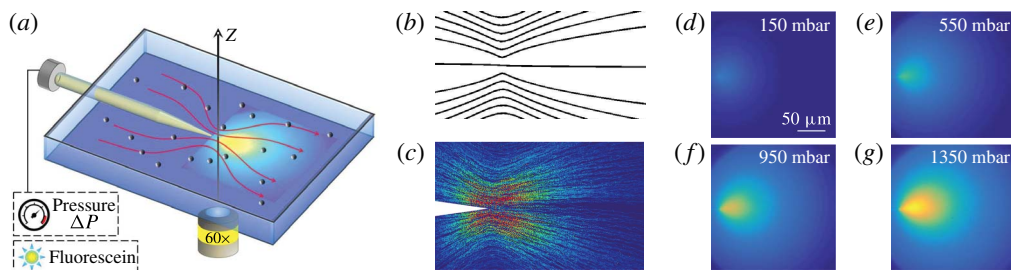 (a)
Z
Pressure
ΔP
Fluorescein
60×
(b)
(c)
(d)
150 mbar
50 μm
(e)
550 mbar
(f)
950 mbar
(g)
1350 mbar